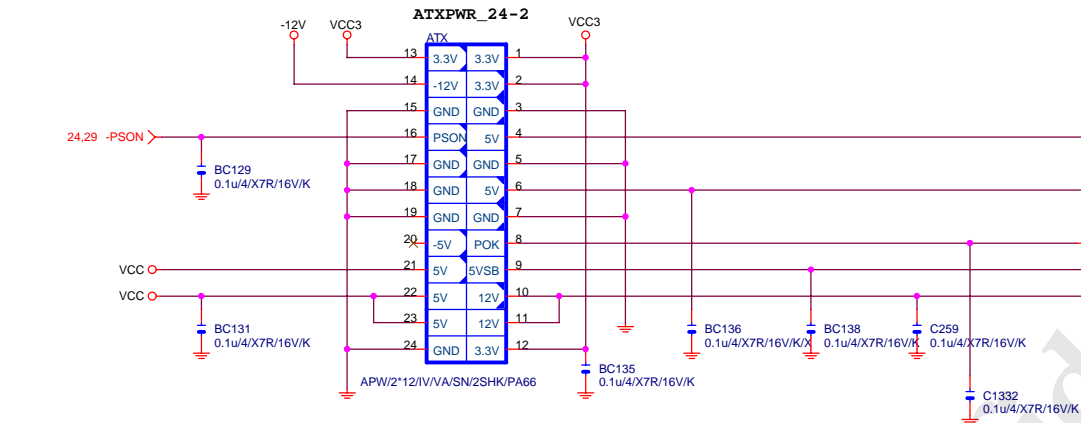 ATXPWR_24-2
-12V
VCC3
VCC3
ATX
13 3.3V 3.3V 1
14 -12V 3.3V 2
15 GND GND 3
24,29 -PSON 16 PSON 5V 4
17 GND GND 5
BC129
0.1u/4/X7R/16V/K
18 GND 5V 6
19 GND GND 7
20 -5V POK 8
VCC 21 5V 5VSB 9
VCC 22 5V 12V 10
23 5V 12V 11
BC131
0.1u/4/X7R/16V/K
BC136
0.1u/4/X7R/16V/K/X
BC138
0.1u/4/X7R/16V/K
C259
0.1u/4/X7R/16V/K
24 GND 3.3V 12
BC135
0.1u/4/X7R/16V/K
APW/2*12/IV/VA/SN/2SHK/PA66
C1332
0.1u/4/X7R/16V/K